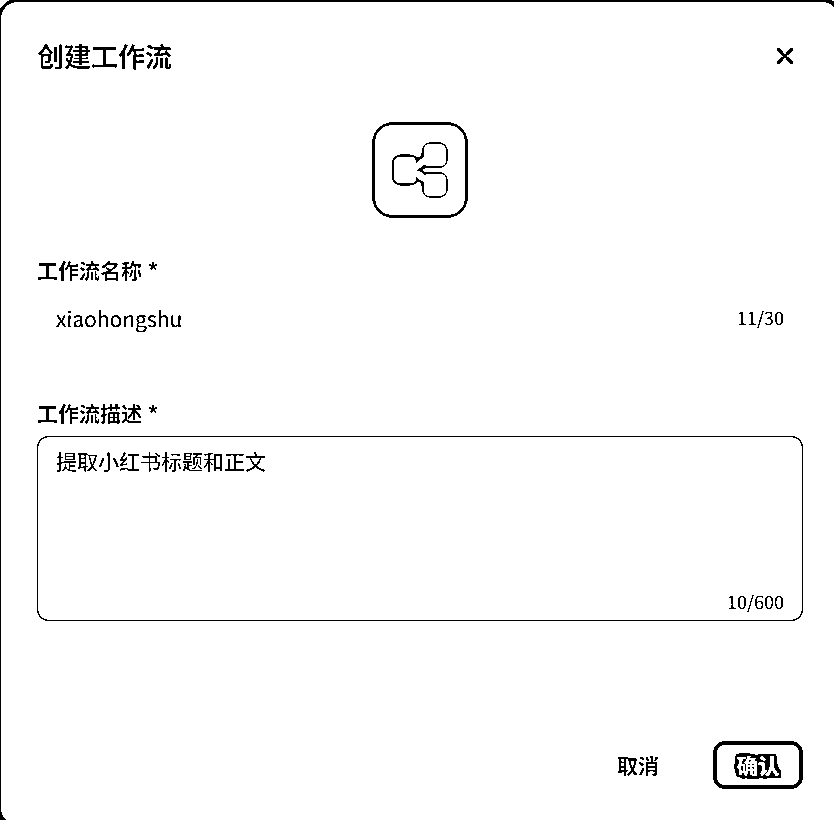 创建工作流
工作流名称 *
xiaohongshu 11/30
工作流描述 *
提取小红书标题和正文
10/600
取消 确认